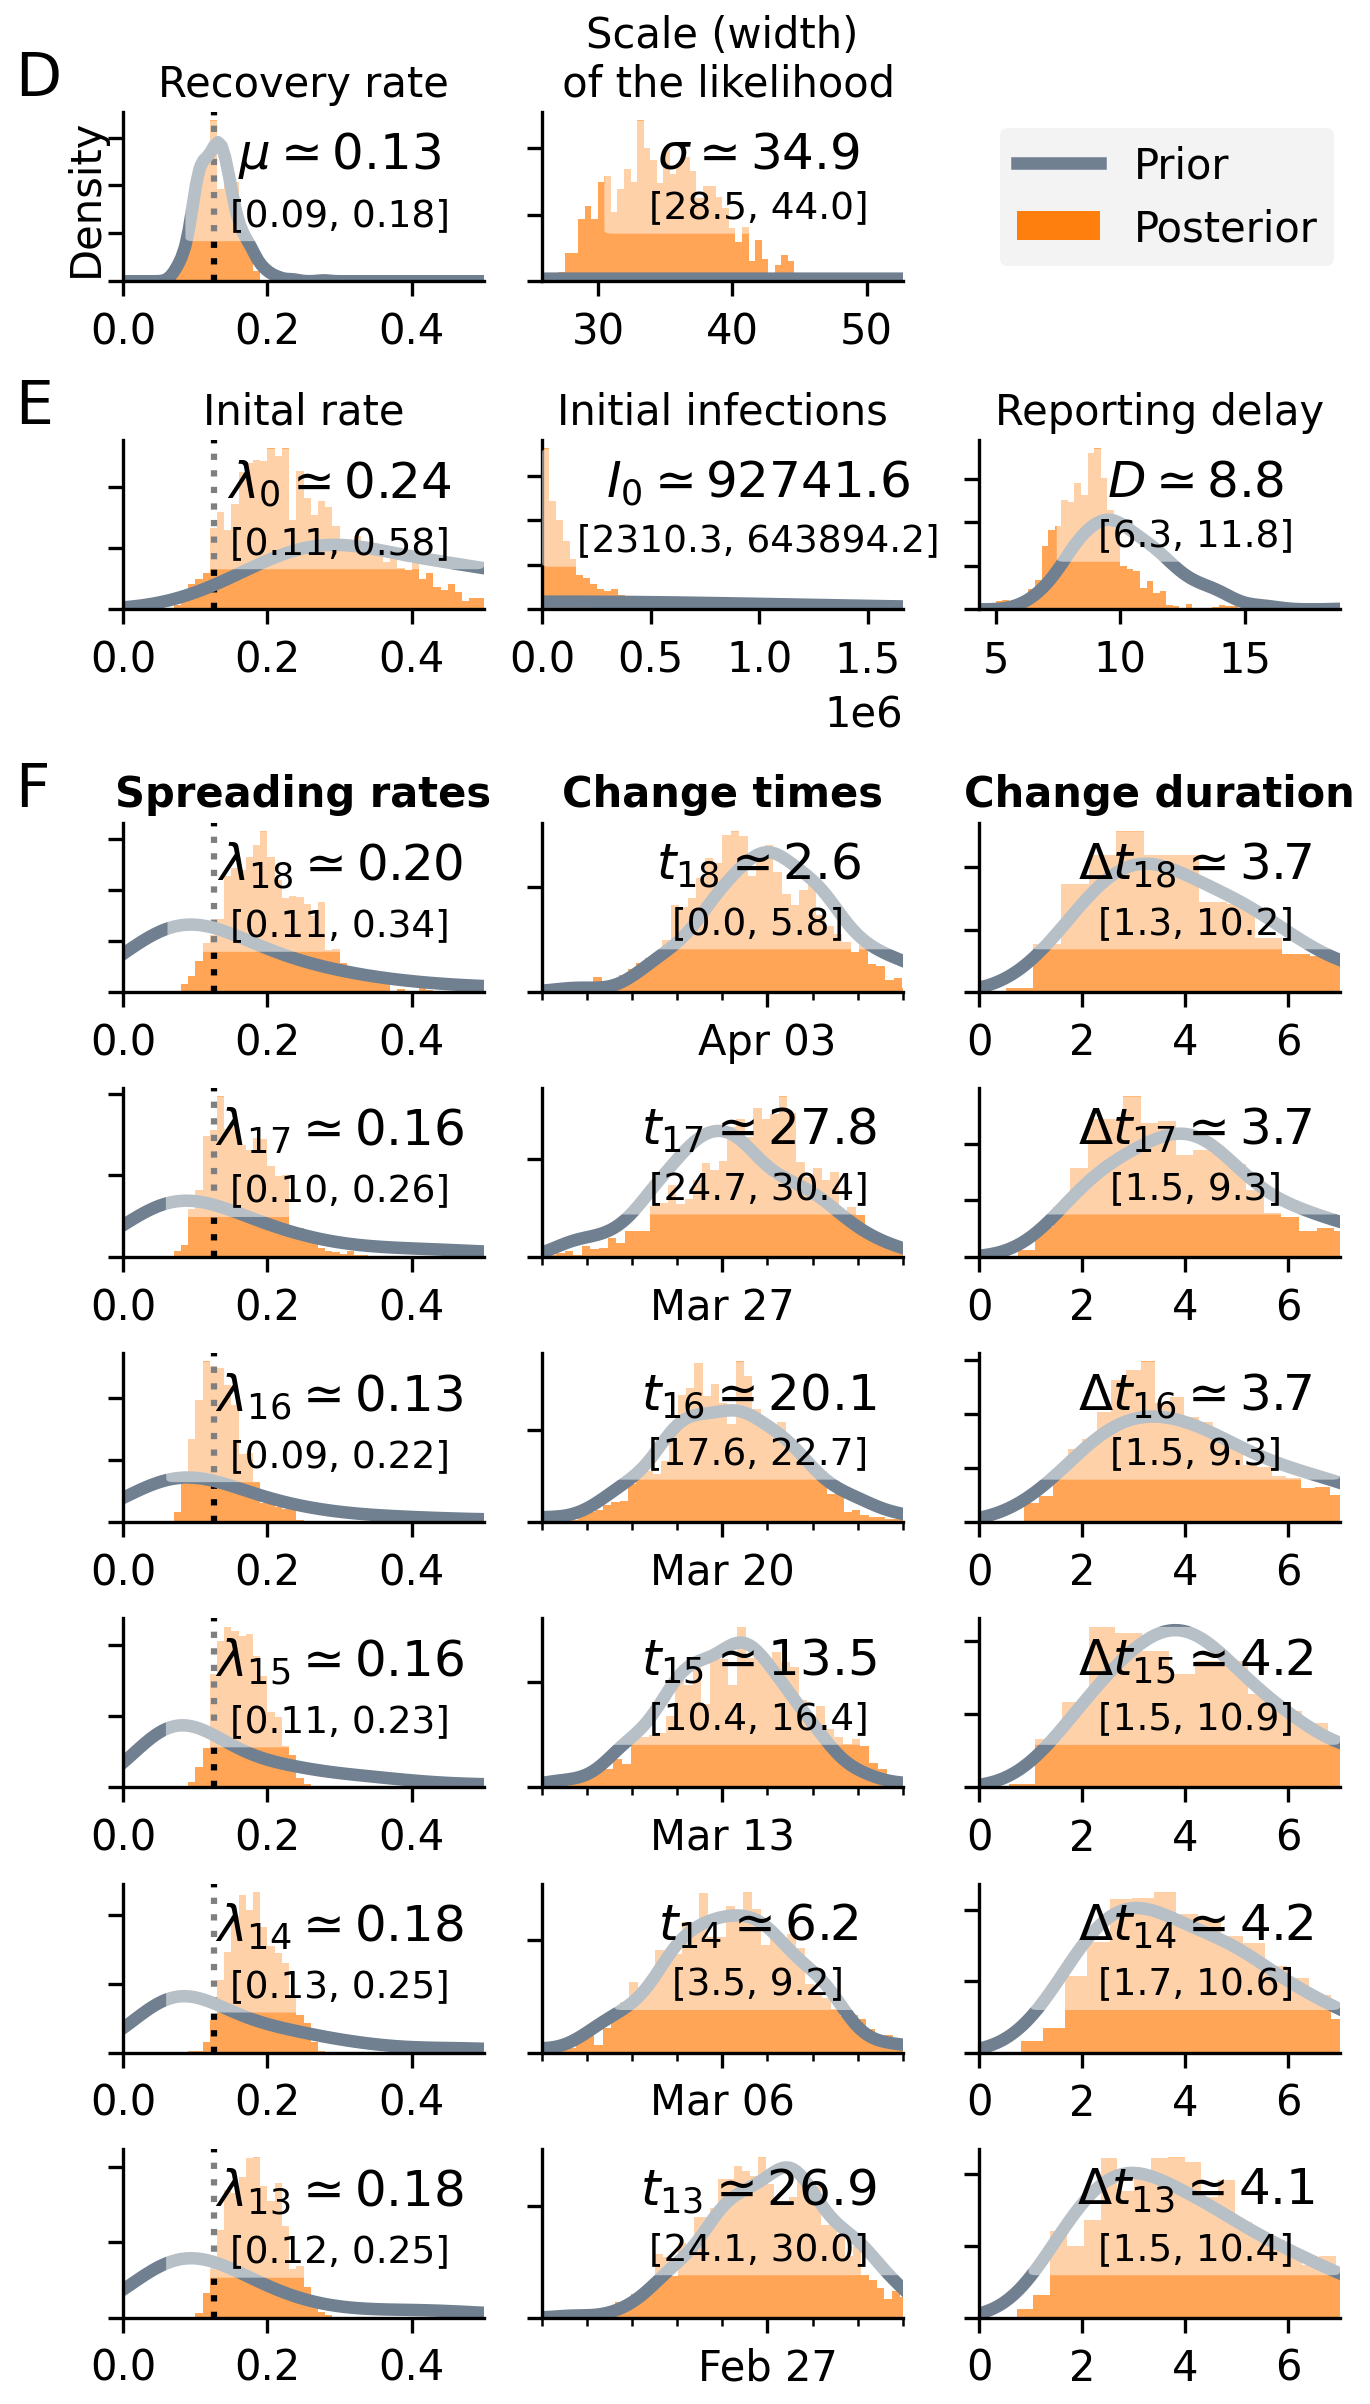 D
Recovery rate
Scale (width)
of the likelihood
Density
μ ≃ 0.13
[0.09, 0.18]
σ ≃ 34.9
[28.5, 44.0]
Prior
Posterior
0.0 0.2 0.4
30 40 50
E
Inital rate
Initial infections
Reporting delay
λ0 ≃ 0.24
[0.11, 0.58]
I0 ≃ 92741.6
[2310.3, 643894.2]
D ≃ 8.8
[6.3, 11.8]
0.0 0.2 0.4
0.0 0.5 1.0 1.5
1e6
5 10 15
F
Spreading rates
Change times
Change duration
λ18 ≃ 0.20
[0.11, 0.34]
t18 ≃ 2.6
[0.0, 5.8]
Δt18 ≃ 3.7
[1.3, 10.2]
0.0 0.2 0.4
Apr 03
0 2 4 6
λ17 ≃ 0.16
[0.10, 0.26]
t17 ≃ 27.8
[24.7, 30.4]
Δt17 ≃ 3.7
[1.5, 9.3]
0.0 0.2 0.4
Mar 27
0 2 4 6
λ16 ≃ 0.13
[0.09, 0.22]
t16 ≃ 20.1
[17.6, 22.7]
Δt16 ≃ 3.7
[1.5, 9.3]
0.0 0.2 0.4
Mar 20
0 2 4 6
λ15 ≃ 0.16
[0.11, 0.23]
t15 ≃ 13.5
[10.4, 16.4]
Δt15 ≃ 4.2
[1.5, 10.9]
0.0 0.2 0.4
Mar 13
0 2 4 6
λ14 ≃ 0.18
[0.13, 0.25]
t14 ≃ 6.2
[3.5, 9.2]
Δt14 ≃ 4.2
[1.7, 10.6]
0.0 0.2 0.4
Mar 06
0 2 4 6
λ13 ≃ 0.18
[0.12, 0.25]
t13 ≃ 26.9
[24.1, 30.0]
Δt13 ≃ 4.1
[1.5, 10.4]
0.0 0.2 0.4
Feb 27
0 2 4 6